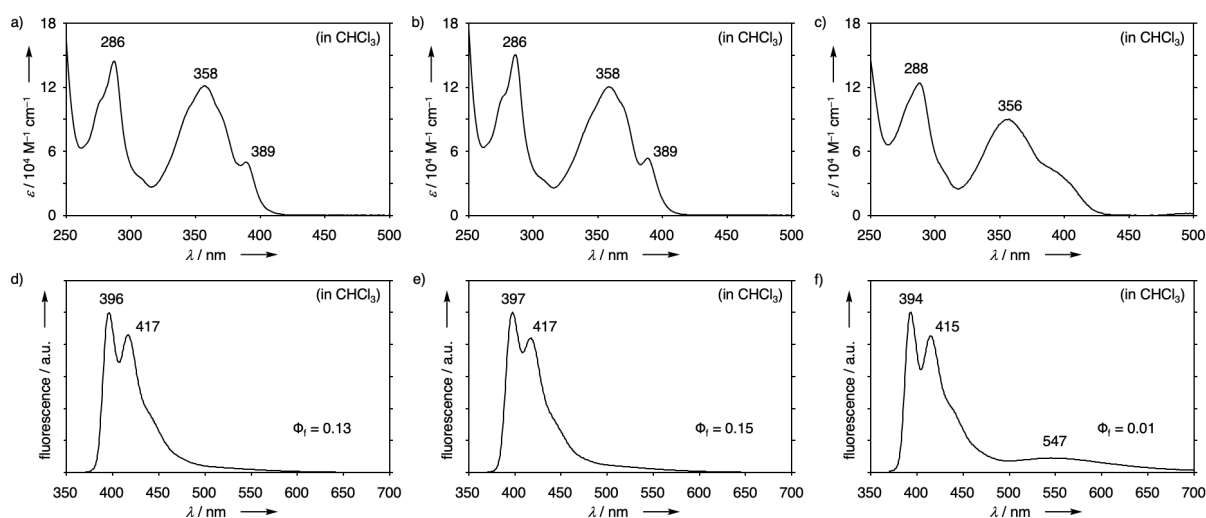 a)
(in CHCl₃)
ε / 10⁴ M⁻¹ cm⁻¹
18
12
6
0
286
358
389
250 300 350 400 450 500
λ / nm
b)
(in CHCl₃)
ε / 10⁴ M⁻¹ cm⁻¹
18
12
6
0
286
358
389
250 300 350 400 450 500
λ / nm
c)
(in CHCl₃)
ε / 10⁴ M⁻¹ cm⁻¹
18
12
6
0
288
356
250 300 350 400 450 500
λ / nm
d)
(in CHCl₃)
fluorescence / a.u.
396
417
Φf = 0.13
350 400 450 500 550 600 650 700
λ / nm
e)
(in CHCl₃)
fluorescence / a.u.
397
417
Φf = 0.15
350 400 450 500 550 600 650 700
λ / nm
f)
(in CHCl₃)
fluorescence / a.u.
394
415
547
Φf = 0.01
350 400 450 500 550 600 650 700
λ / nm